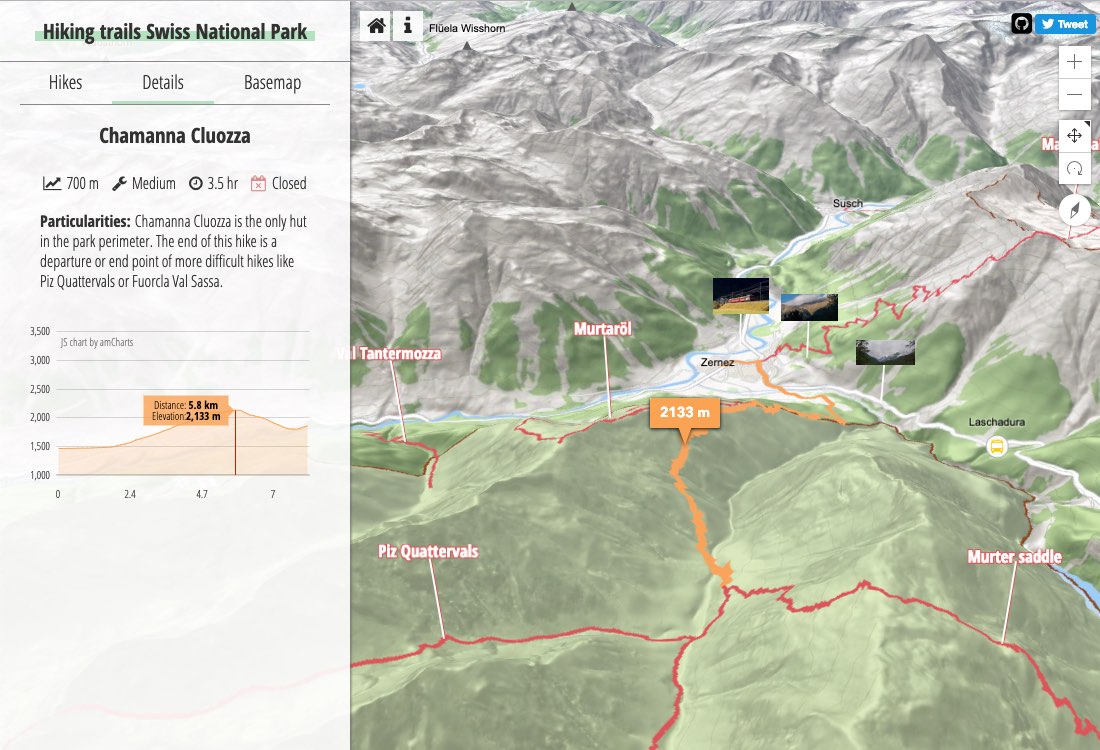 Hiking trails Swiss National Park
Hikes Details Basemap
Chamanna Cluozza
700 m Medium 3.5 hr Closed
Particularities: Chamanna Cluozza is the only hut
in the park perimeter. The end of this hike is a
departure or end point of more difficult hikes like
Piz Quattervals or Fuorcla Val Sassa.
3,500
JS chart by amCharts
3,000
2,500
Distance: 5.8 km
Elevation:2,133 m
2,000
1,500
1,000
0 2.4 4.7 7
Flüela Wisshorn
Tweet
Susch
Murtaröl
Val Tantermozza
Zernez
2133 m
Laschadura
Piz Quattervals
Murter saddle